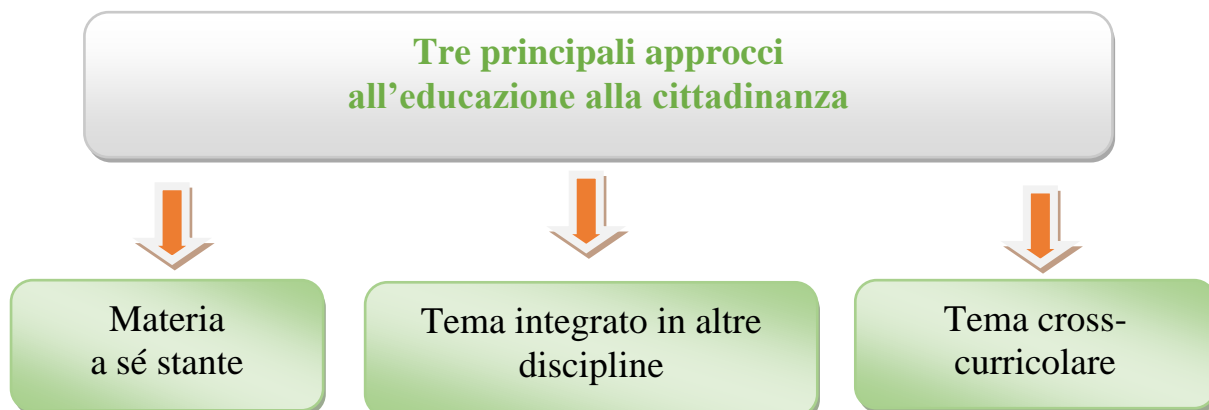 Tre principali approcci
all’educazione alla cittadinanza
Materia
a sé stante
Tema integrato in altre
discipline
Tema cross-
curricolare